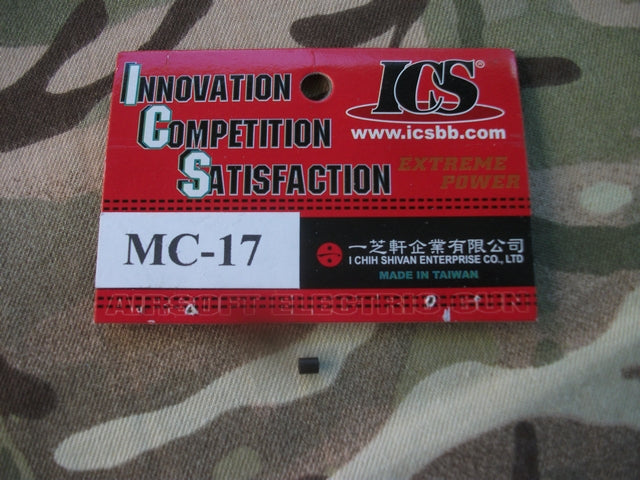 INNOVATION
COMPETITION
SATISFACTION
ICS®
www.icsbb.com
EXTREME
POWER
MC-17
一芝軒企業有限公司
I CHIH SHIVAN ENTERPRISE CO., LTD
MADE IN TAIWAN
AIRSOFT ELECTRIC GUN